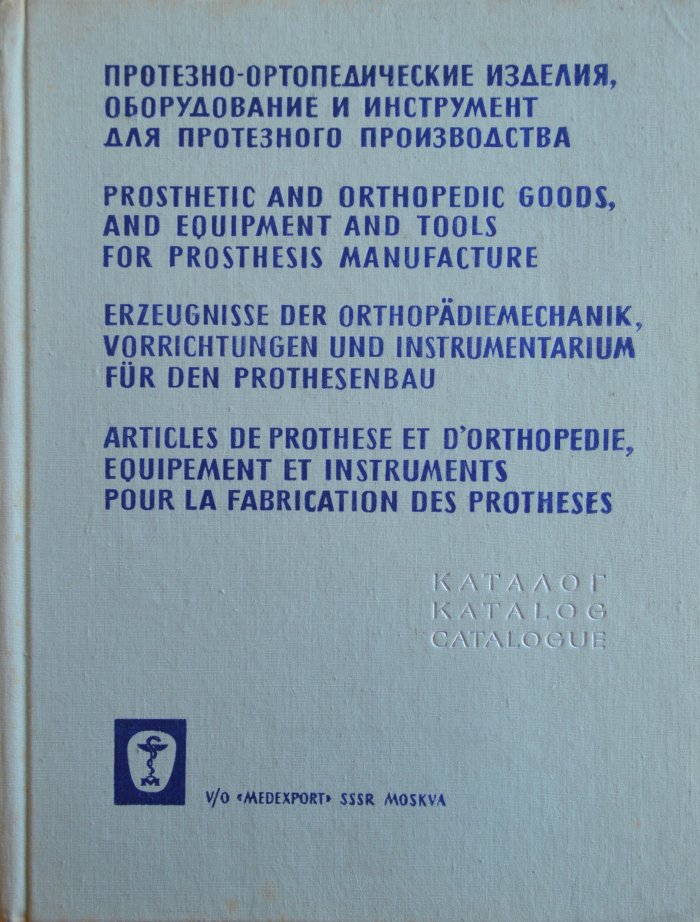 ПРОТЕЗНО-ОРТОПЕДИЧЕСКИЕ ИЗДЕЛИЯ,
ОБОРУДОВАНИЕ И ИНСТРУМЕНТ
ДЛЯ ПРОТЕЗНОГО ПРОИЗВОДСТВА
PROSTHETIC AND ORTHOPEDIC GOODS,
AND EQUIPMENT AND TOOLS
FOR PROSTHESIS MANUFACTURE
ERZEUGNISSE DER ORTHOPÄDIEMECHANIK,
VORRICHTUNGEN UND INSTRUMENTARIUM
FÜR DEN PROTHESENBAU
ARTICLES DE PROTHESE ET D'ORTHOPEDIE,
EQUIPEMENT ET INSTRUMENTS
POUR LA FABRICATION DES PROTHESES
КАТАЛОГ
KATALOG
CATALOGUE
M
V/O «MEDEXPORT» SSSR MOSKVA